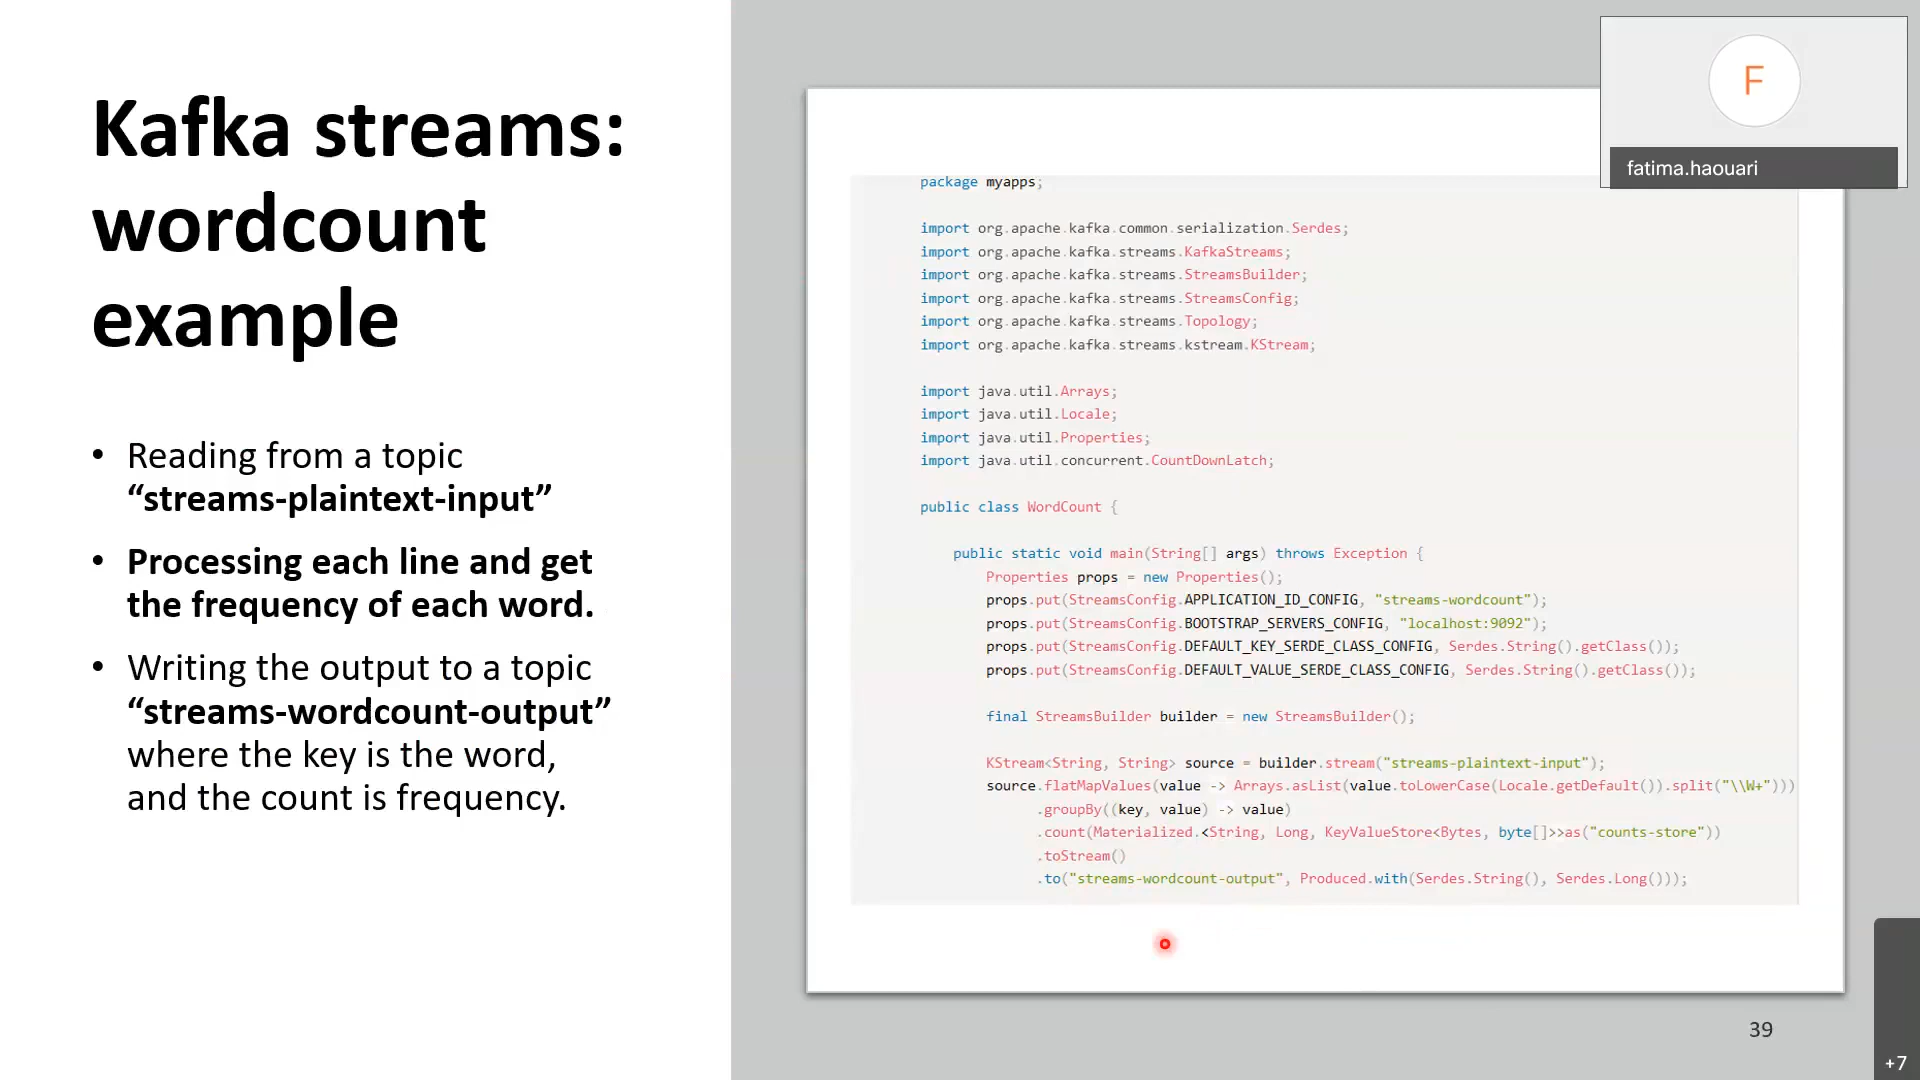 Kafka streams:
wordcount
example
• Reading from a topic
“streams-plaintext-input”
• Processing each line and get
the frequency of each word.
• Writing the output to a topic
“streams-wordcount-output”
where the key is the word,
and the count is frequency.
F
fatima.haouari
package myapps;
import org.apache.kafka.common.serialization.Serdes;
import org.apache.kafka.streams.KafkaStreams;
import org.apache.kafka.streams.StreamsBuilder;
import org.apache.kafka.streams.StreamsConfig;
import org.apache.kafka.streams.Topology;
import org.apache.kafka.streams.kstream.KStream;
import java.util.Arrays;
import java.util.Locale;
import java.util.Properties;
import java.util.concurrent.CountDownLatch;
public class WordCount {
public static void main(String[] args) throws Exception {
Properties props = new Properties();
props.put(StreamsConfig.APPLICATION_ID_CONFIG, "streams-wordcount");
props.put(StreamsConfig.BOOTSTRAP_SERVERS_CONFIG, "localhost:9092");
props.put(StreamsConfig.DEFAULT_KEY_SERDE_CLASS_CONFIG, Serdes.String().getClass());
props.put(StreamsConfig.DEFAULT_VALUE_SERDE_CLASS_CONFIG, Serdes.String().getClass());
final StreamsBuilder builder = new StreamsBuilder();
KStream<String, String> source = builder.stream("streams-plaintext-input");
source.flatMapValues(value -> Arrays.asList(value.toLowerCase(Locale.getDefault()).split("\\W+")))
.groupBy((key, value) -> value)
.count(Materialized.<String, Long, KeyValueStore<Bytes, byte[]>>as("counts-store"))
.toStream()
.to("streams-wordcount-output", Produced.with(Serdes.String(), Serdes.Long()));
39
+7